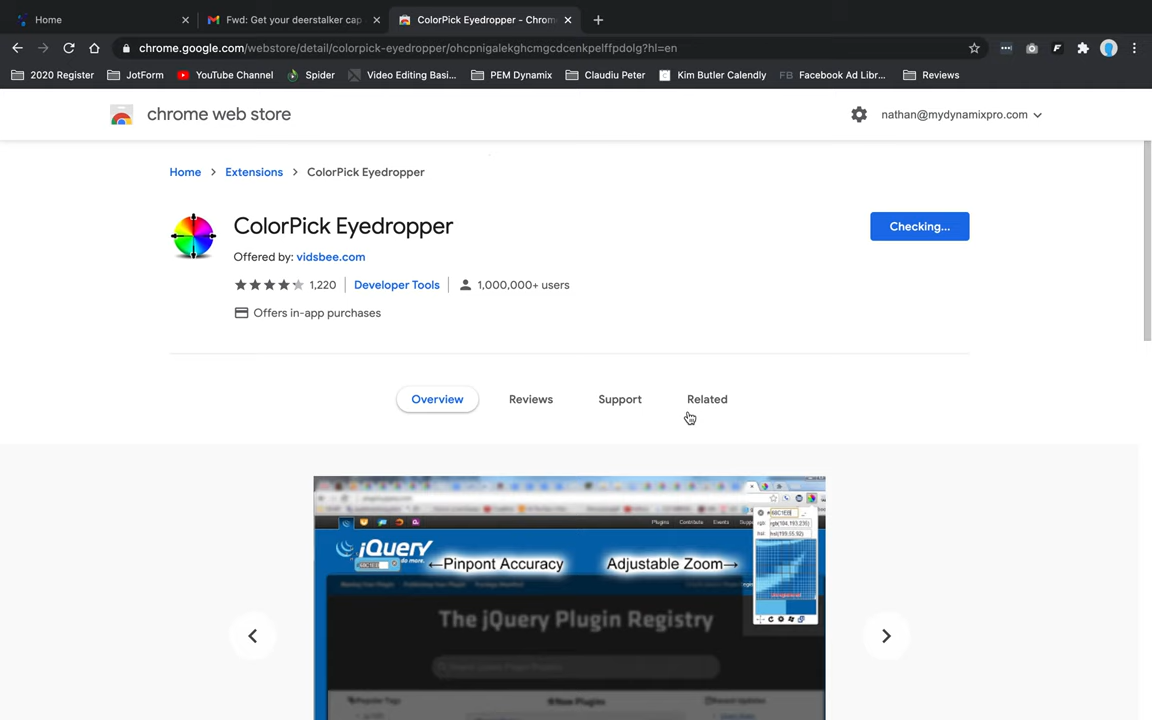 Home
Fwd: Get your deerstalker cap
ColorPick Eyedropper - Chrom
chrome.google.com/webstore/detail/colorpick-eyedropper/ohcpnigalekghcmgcdcenkpelffpdolg?hl=en
2020 Register
JotForm
YouTube Channel
Spider
Video Editing Basi...
PEM Dynamix
Claudiu Peter
Kim Butler Calendly
FB Facebook Ad Libr...
Reviews
chrome web store
nathan@mydynamixpro.com
Home > Extensions > ColorPick Eyedropper
ColorPick Eyedropper
Checking...
Offered by: vidsbee.com
1,220
Developer Tools
1,000,000+ users
Offers in-app purchases
Overview
Reviews
Support
Related
jQuery
←Pinpont Accuracy
Adjustable Zoom→
The jQuery Plugin Registry